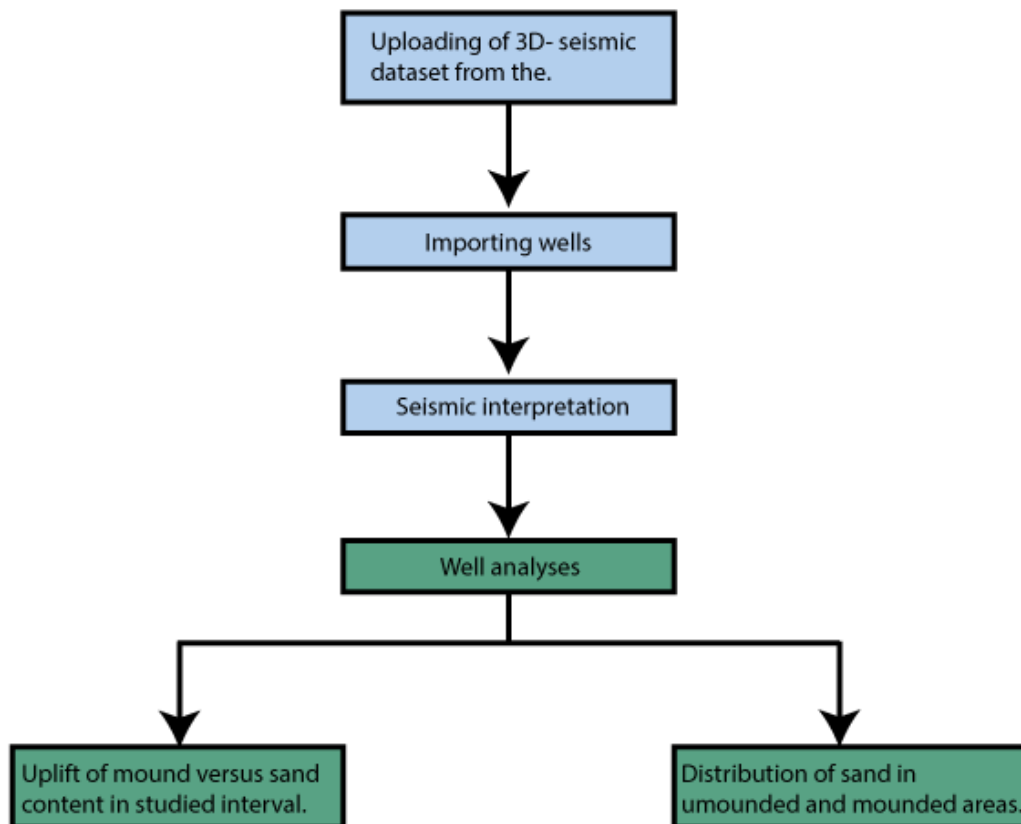 Uploading of 3D- seismic
dataset from the.
Importing wells
Seismic interpretation
Well analyses
Uplift of mound versus sand
content in studied interval.
Distribution of sand in
umounded and mounded areas.